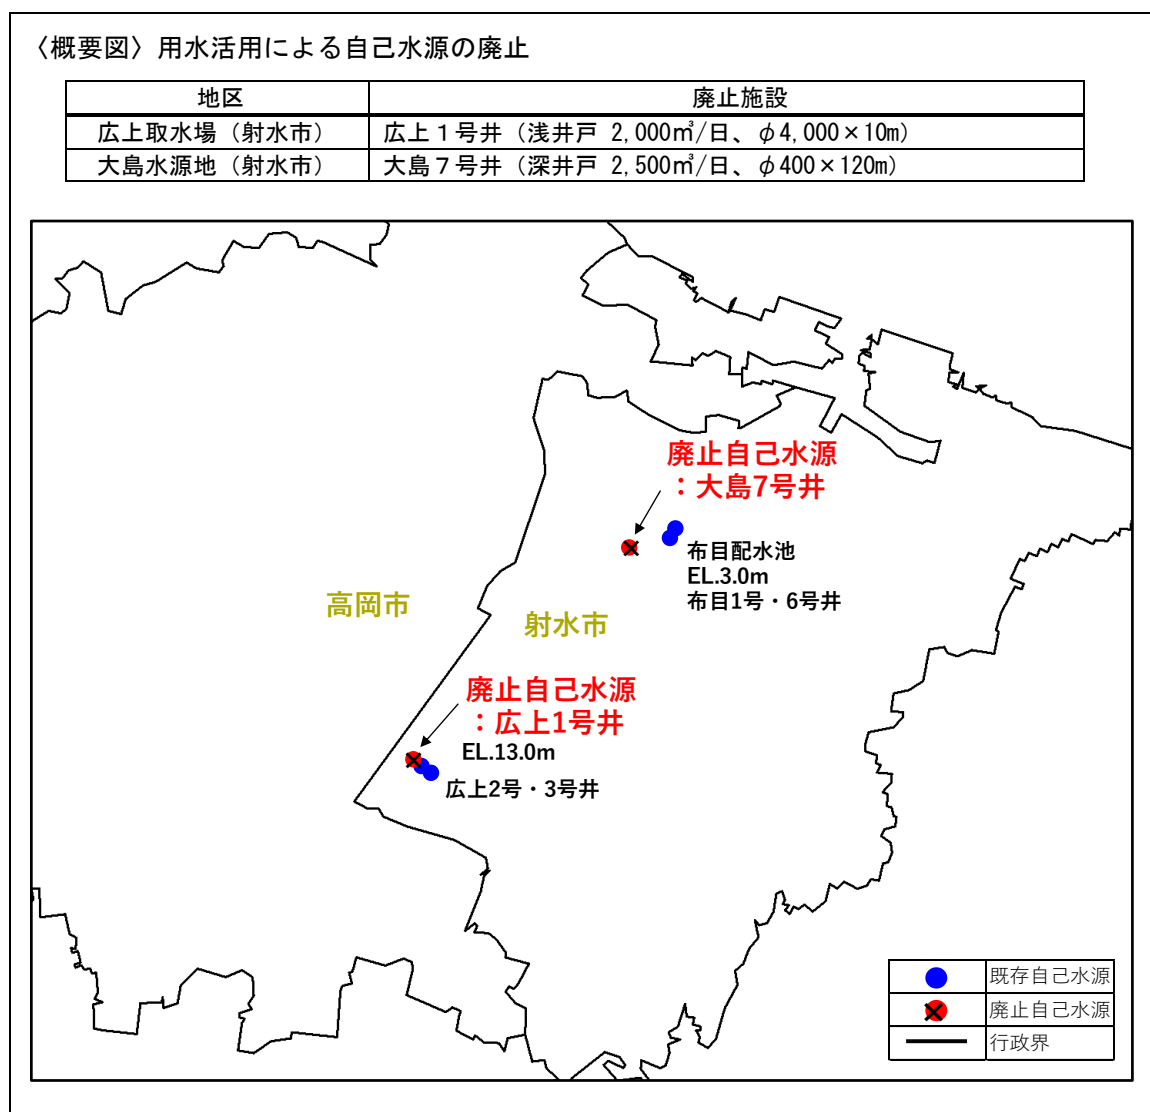 〈概要図〉用水活用による自己水源の廃止
地区 廃止施設
広上取水場（射水市） 広上１号井（浅井戸 2,000㎥/日、φ4,000×10m）
大島水源地（射水市） 大島７号井（深井戸 2,500㎥/日、φ400×120m）
廃止自己水源
：大島7号井
布目配水池
EL.3.0m
布目1号・6号井
高岡市
射水市
廃止自己水源
：広上1号井
EL.13.0m
広上2号・3号井
既存自己水源
廃止自己水源
行政界